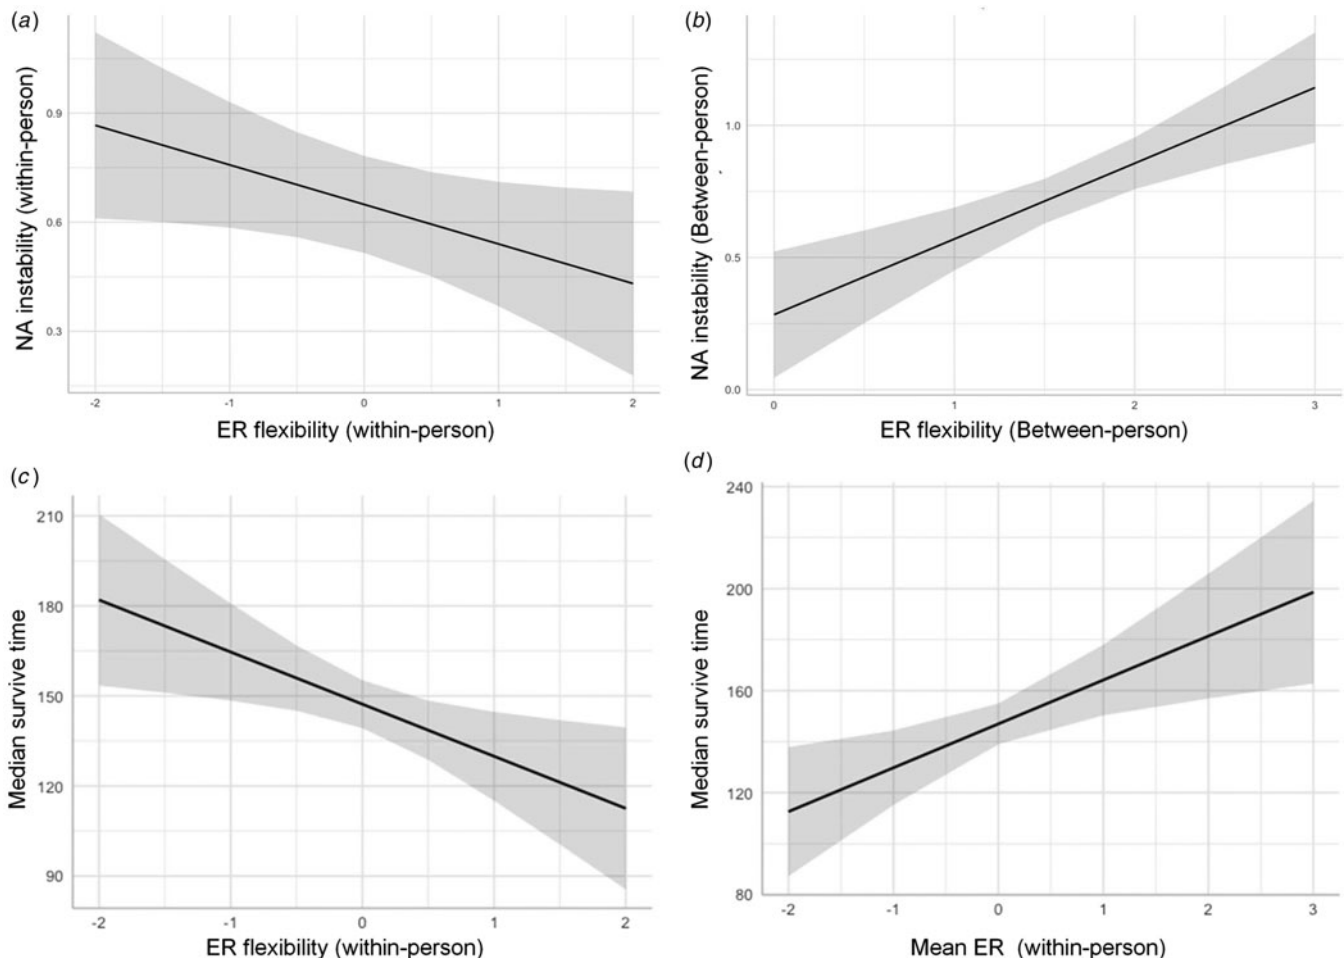 (a)
NA instability (within-person)
0.9
0.6
0.3
-2 -1 0 1 2
ER flexibility (within-person)
(b)
NA instability (Between-person)
1.0
0.5
0.0
0 1 2 3
ER flexibility (Between-person)
(c)
Median survive time
210
180
150
120
90
-2 -1 0 1 2
ER flexibility (within-person)
(d)
Median survive time
240
200
160
120
80
-2 -1 0 1 2 3
Mean ER (within-person)